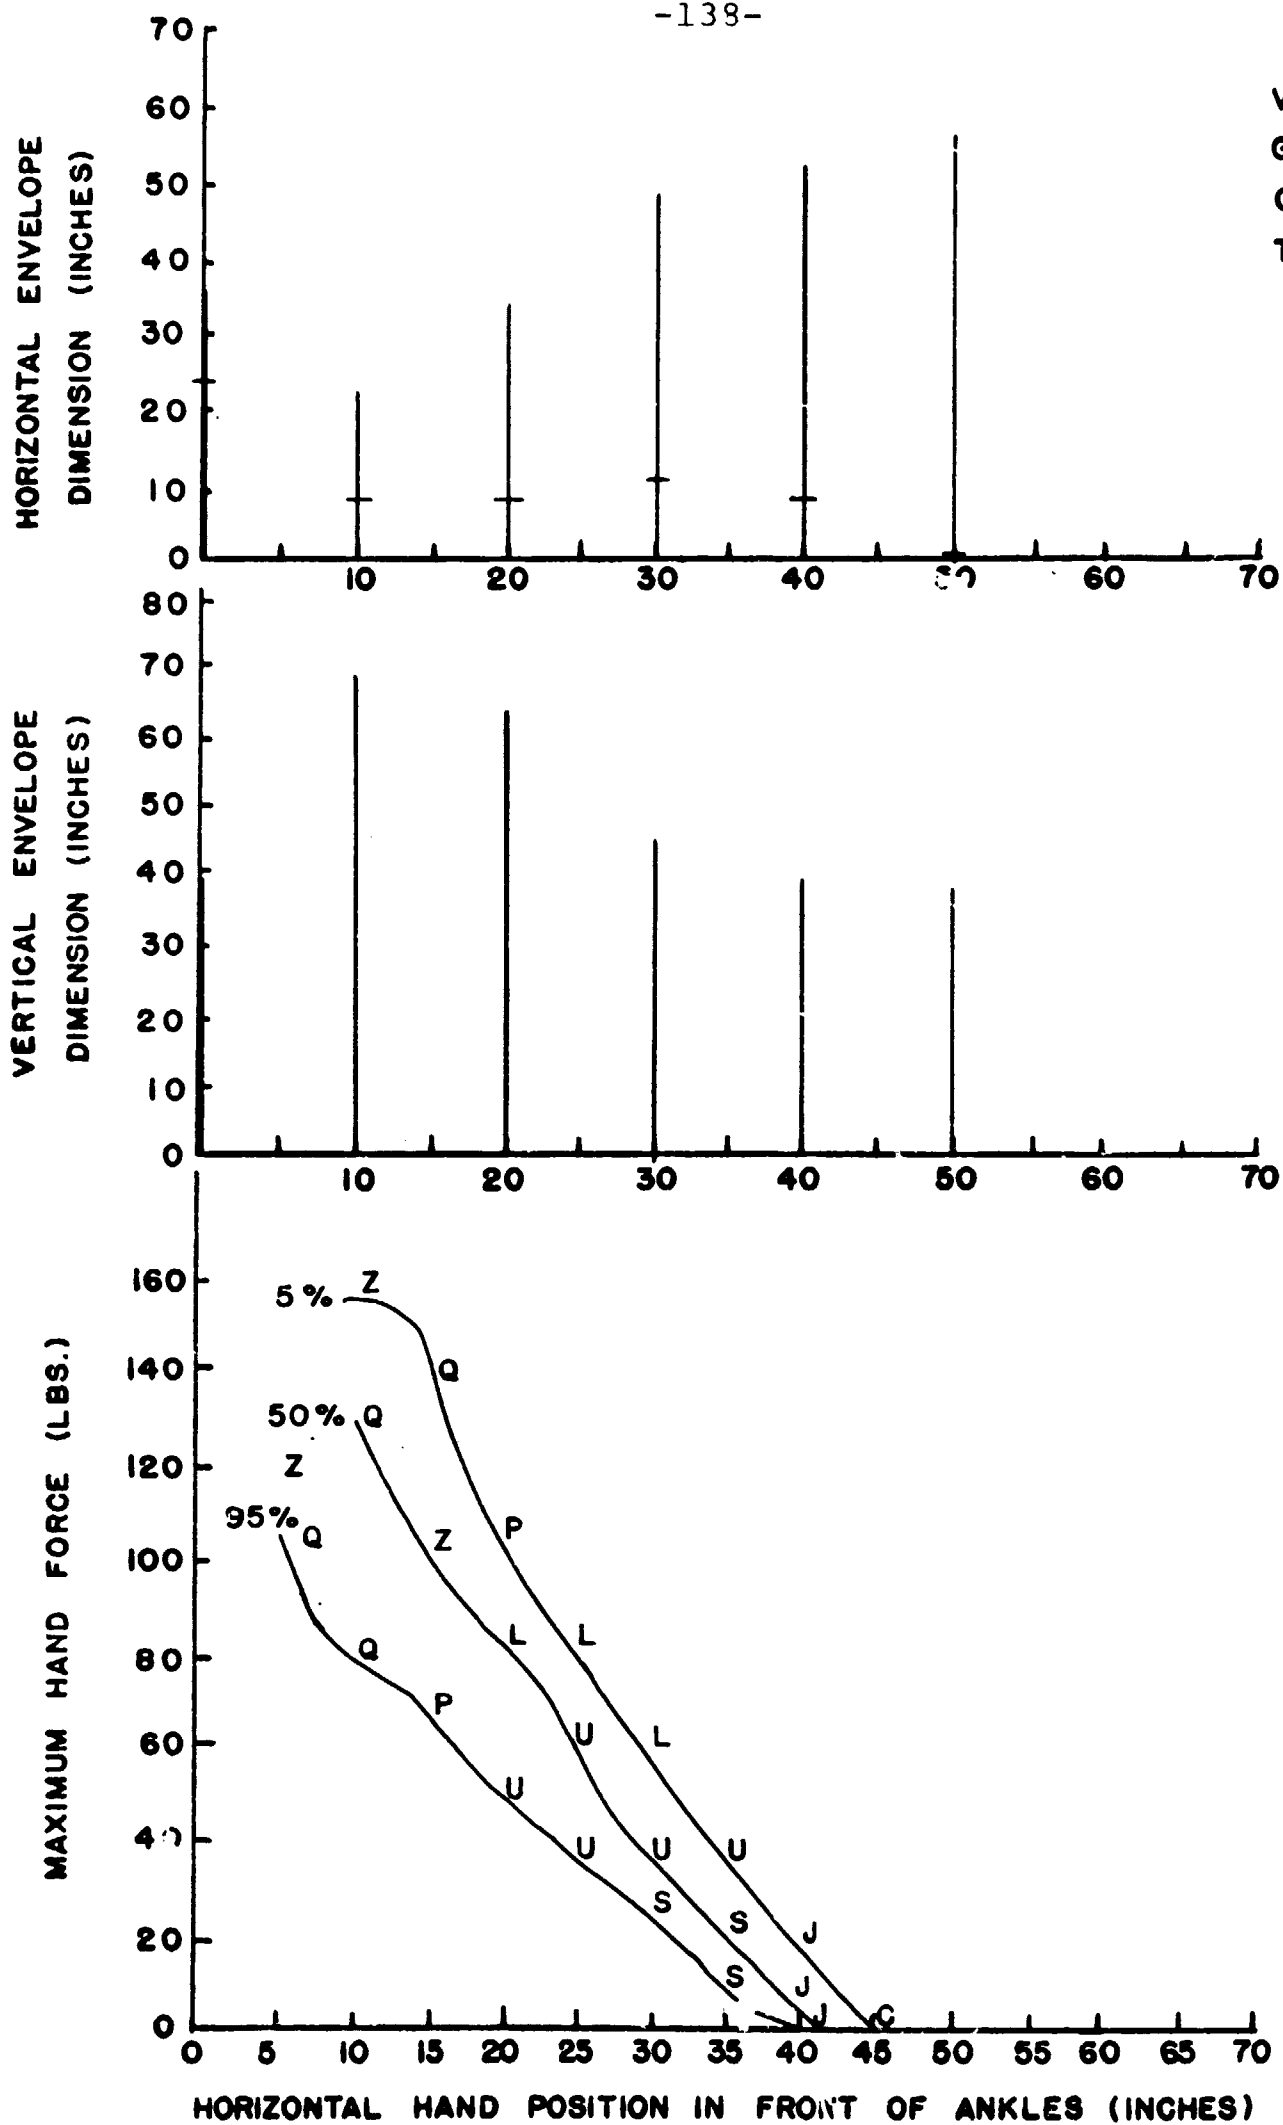 -138-
70
60
50
40
30
20
10
0
HORIZONTAL ENVELOPE
DIMENSION (INCHES)
10 20 30 40 50 60 70
80
70
60
50
40
30
20
10
0
VERTICAL ENVELOPE
DIMENSION (INCHES)
10 20 30 40 50 60 70
160
140
120
100
80
60
40
20
0
MAXIMUM HAND FORCE (LBS.)
5% Z
Q
50% Q
Z
95% Q
Z P
L L
Q
P
U L
U
U U U
S S J
S J
J C
0 5 10 15 20 25 30 35 40 45 50 55 60 65 70
HORIZONTAL HAND POSITION IN FRONT OF ANKLES (INCHES)